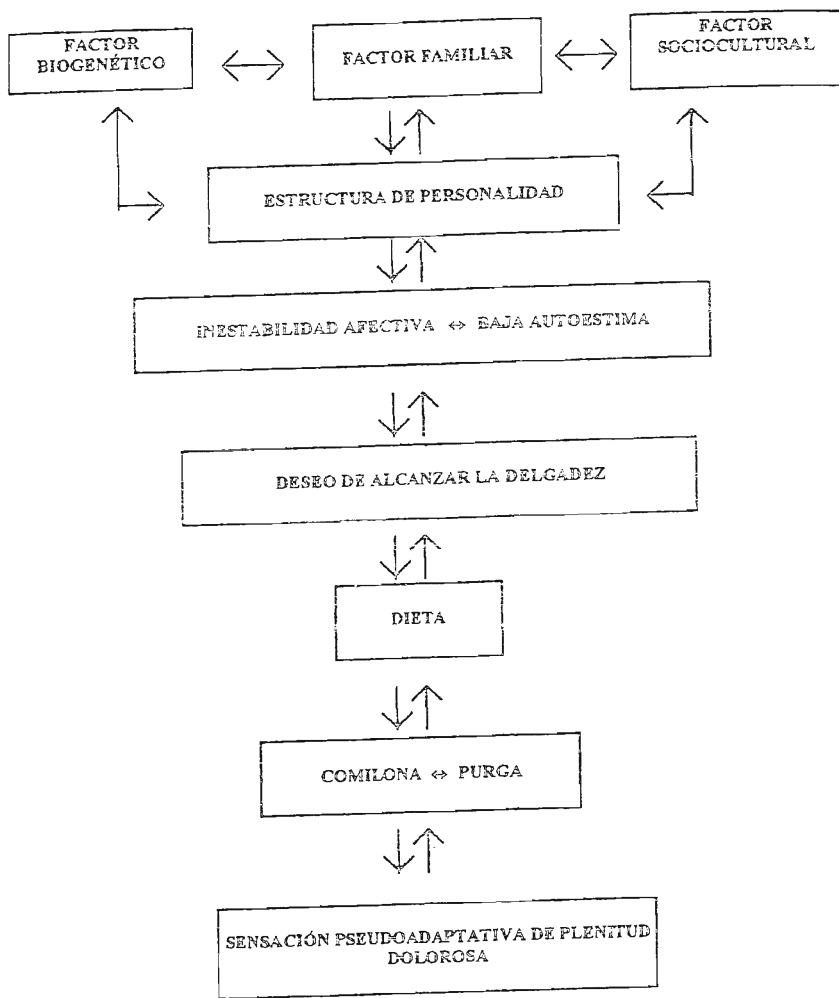 FACTOR
BIOGENÉTICO
FACTOR FAMILIAR
FACTOR
SOCIOCULTURAL
ESTRUCTURA DE PERSONALIDAD
INESTABILIDAD AFECTIVA ⇔ BAJA AUTOESTIMA
DESEO DE ALCANZAR LA DELGADEZ
DIETA
COMILONA ⇔ PURGA
SENSACIÓN PSEUDOADAPTATIVA DE PLENITUD
DOLOROSA